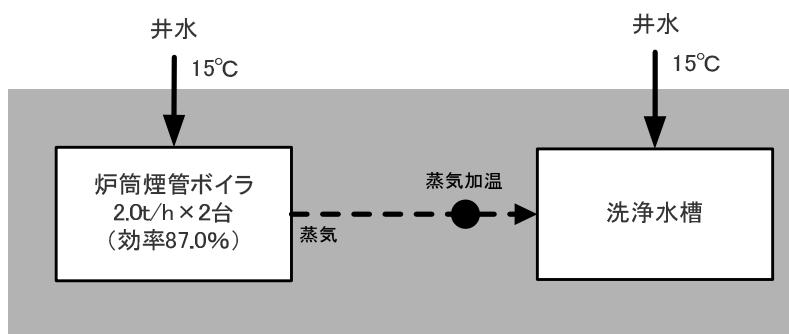 井水
15℃
井水
15℃
炉筒煙管ボイラ
2.0t/h×2台
（効率87.0%）
蒸気
蒸気加温
洗浄水槽